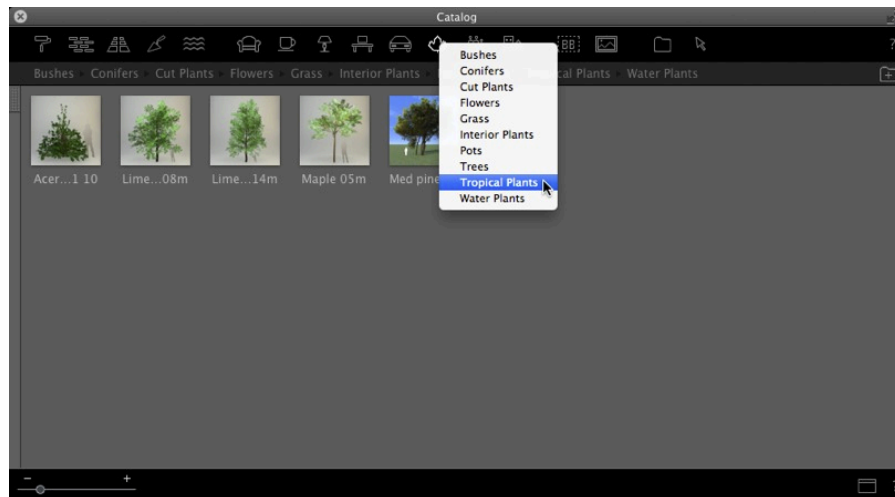 Catalog
BB
Bushes Conifers Cut Plants Flowers Grass Interior Plants cal Plants Water Plants
Bushes
Conifers
Cut Plants
Flowers
Grass
Interior Plants
Pots
Trees
Tropical Plants
Water Plants
Acer...1 10 Lime...08m Lime...14m Maple 05m Med pine
− +